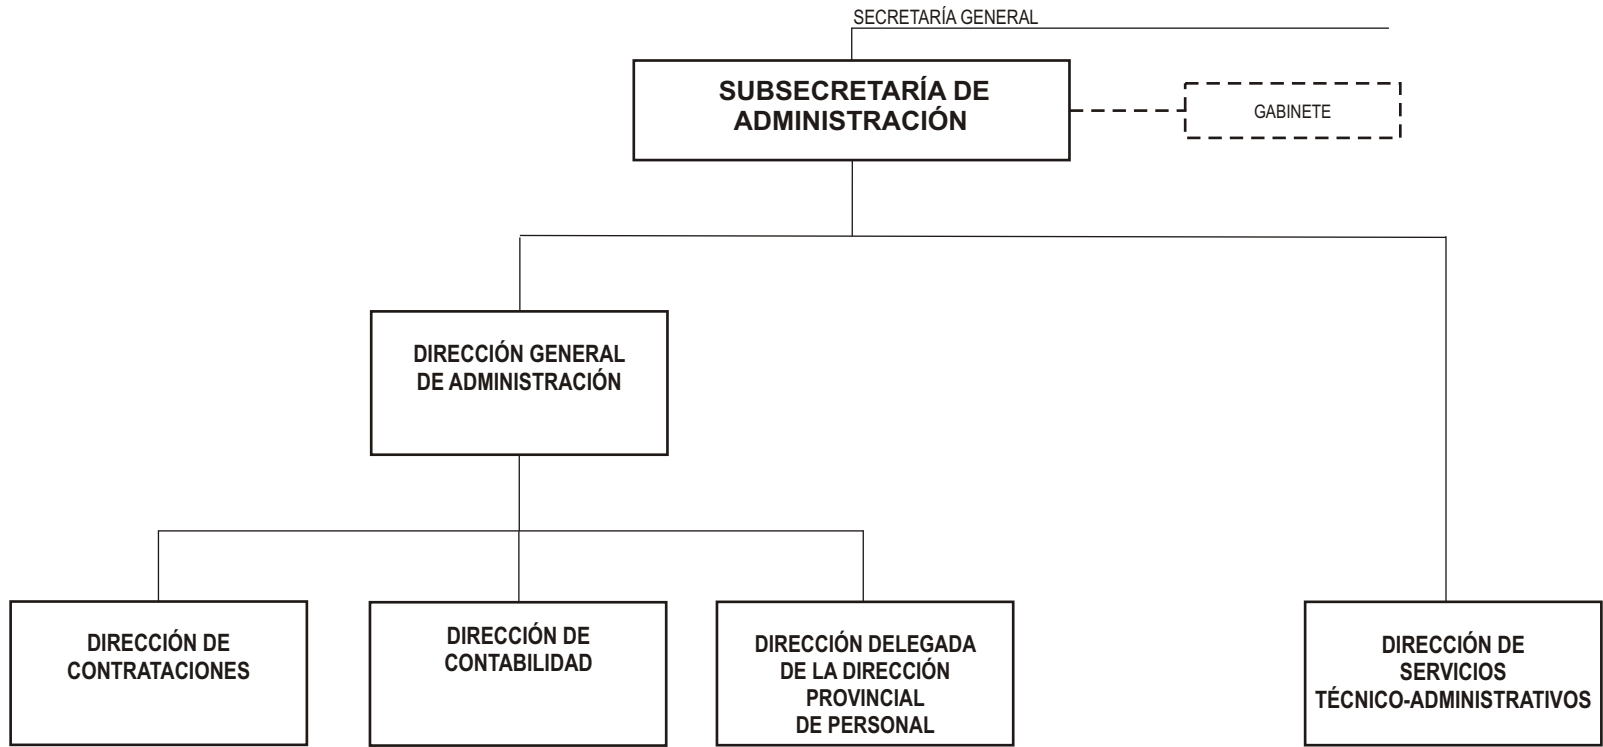 SECRETARÍA GENERAL
SUBSECRETARÍA DE
ADMINISTRACIÓN
GABINETE
DIRECCIÓN GENERAL
DE ADMINISTRACIÓN
DIRECCIÓN DE
CONTRATACIONES
DIRECCIÓN DE
CONTABILIDAD
DIRECCIÓN DELEGADA
DE LA DIRECCIÓN
PROVINCIAL
DE PERSONAL
DIRECCIÓN DE
SERVICIOS
TÉCNICO-ADMINISTRATIVOS